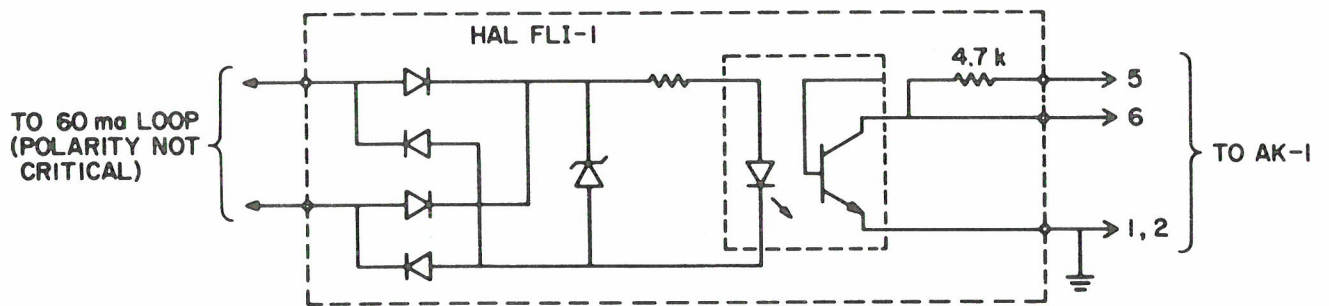 HAL FLI-1
TO 60 ma LOOP
(POLARITY NOT
CRITICAL)
4.7 k
5
6
1, 2
TO AK-1